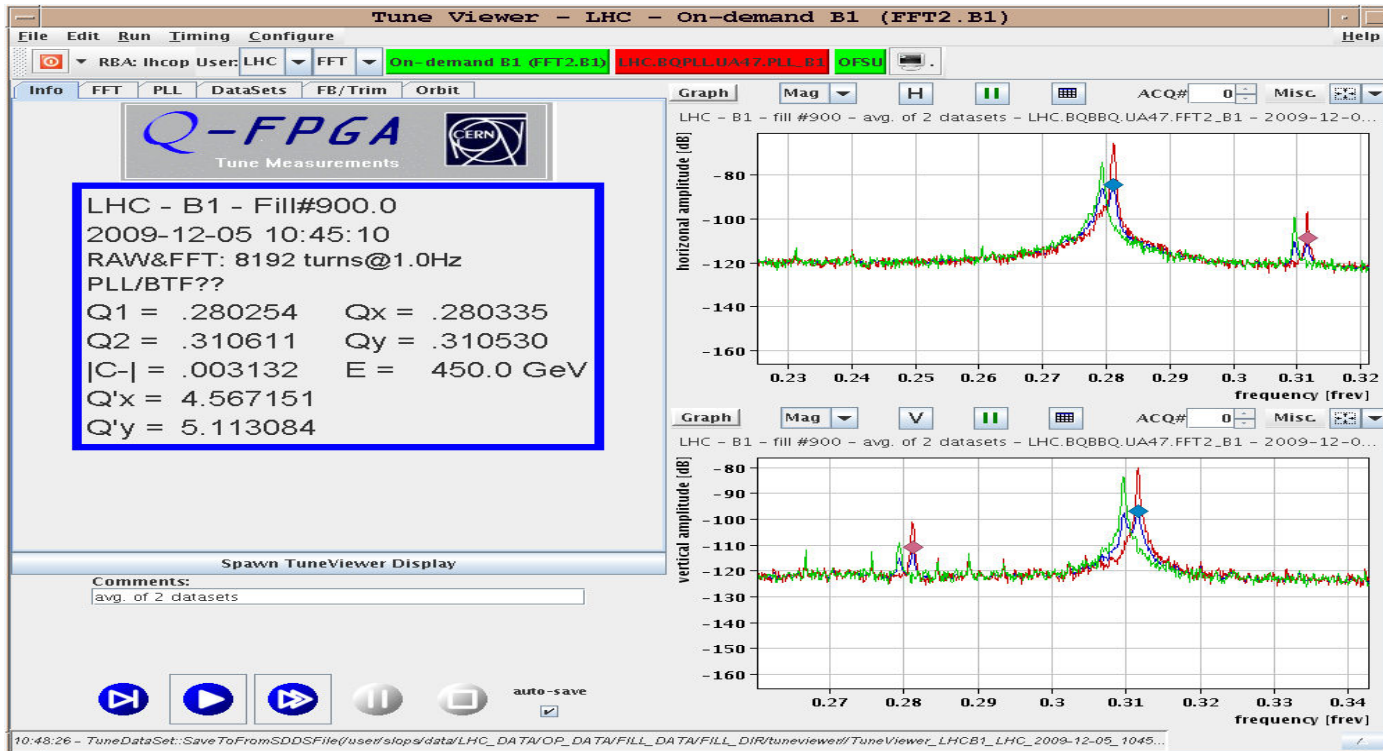 Tune Viewer - LHC - On-demand B1 (FFT2.B1)
File Edit Run Timing Configure Help
RBA: lhcop User: LHC FFT On-demand B1 (FFT2.B1) LHC.BQPLL.UA47.PLL_B1 OFSU
Info FFT PLL DataSets FB/Trim Orbit
Q-FPGA
Tune Measurements
CERN
LHC - B1 - Fill#900.0
2009-12-05 10:45:10
RAW&FFT: 8192 turns@1.0Hz
PLL/BTF??
Q1 = .280254 Qx = .280335
Q2 = .310611 Qy = .310530
|C-| = .003132 E = 450.0 GeV
Q'x = 4.567151
Q'y = 5.113084
Spawn TuneViewer Display
Comments:
avg. of 2 datasets
auto-save
Graph Mag H ACQ# 0 Misc.
LHC - B1 - fill #900 - avg. of 2 datasets - LHC.BQBBQ.UA47.FFT2_B1 - 2009-12-0...
horizonal amplitude [dB]
-80
-100
-120
-140
-160
0.23 0.24 0.25 0.26 0.27 0.28 0.29 0.3 0.31 0.32
frequency [frev]
Graph Mag V ACQ# 0 Misc.
LHC - B1 - fill #900 - avg. of 2 datasets - LHC.BQBBQ.UA47.FFT2_B1 - 2009-12-0...
vertical amplitude [dB]
-80
-90
-100
-110
-120
-130
-140
-150
-160
0.27 0.28 0.29 0.3 0.31 0.32 0.33 0.34
frequency [frev]
10:48:26 - TuneDataSet::SaveToFromSDDSFile(/user/slops/data/LHC_DATA/OP_DATA/FILL_DATA/FILL_DIR/tuneviewer//TuneViewer_LHCB1_LHC_2009-12-05_1045...